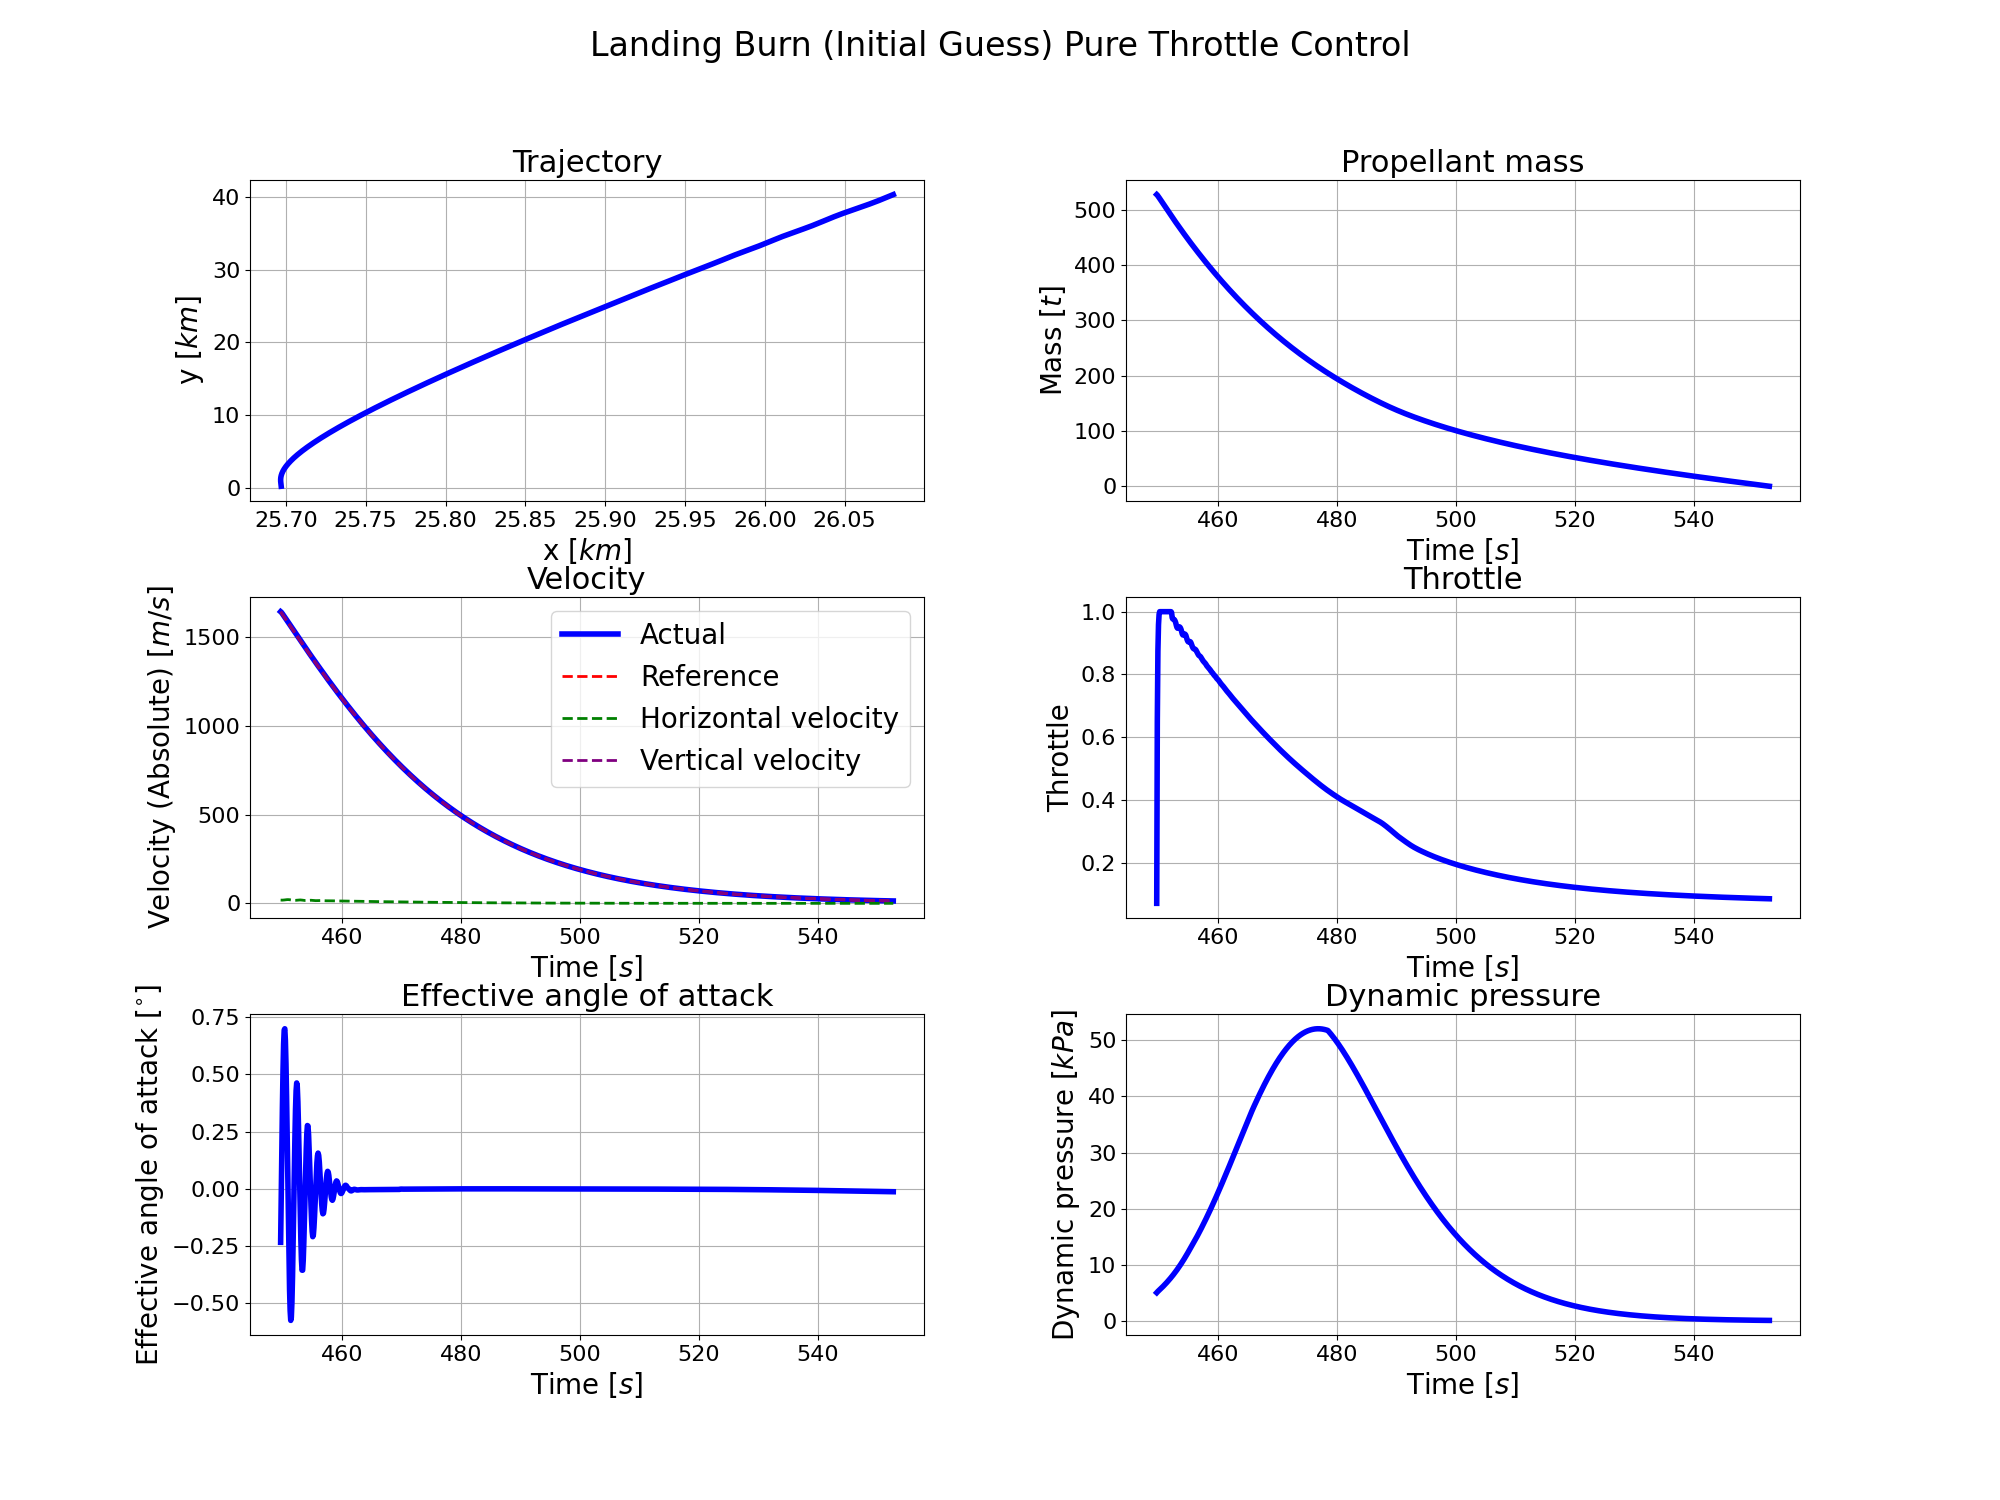 Landing Burn (Initial Guess) Pure Throttle Control
Trajectory
y [km]
40
30
20
10
0
25.70 25.75 25.80 25.85 25.90 25.95 26.00 26.05
x [km]
Propellant mass
Mass [t]
500
400
300
200
100
0
460 480 500 520 540
Time [s]
Velocity
Velocity (Absolute) [m/s]
1500
1000
500
0
Actual
Reference
Horizontal velocity
Vertical velocity
460 480 500 520 540
Time [s]
Throttle
Throttle
1.0
0.8
0.6
0.4
0.2
460 480 500 520 540
Time [s]
Effective angle of attack
Effective angle of attack [°]
0.75
0.50
0.25
0.00
−0.25
−0.50
460 480 500 520 540
Time [s]
Dynamic pressure
Dynamic pressure [kPa]
50
40
30
20
10
0
460 480 500 520 540
Time [s]